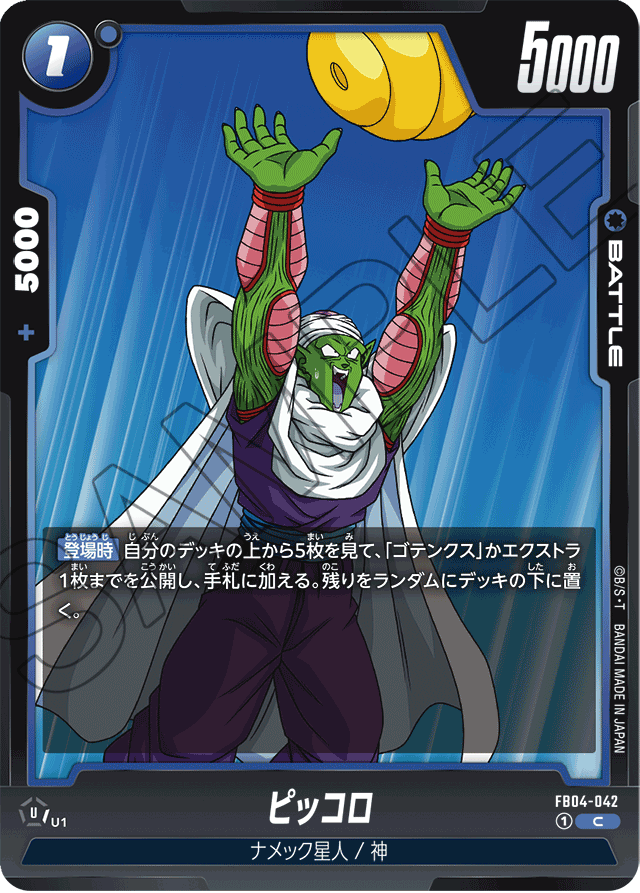 1
5000
+ 5000
BATTLE
SAMPLE
登場時 自分のデッキの上から5枚を見て、「ゴテンクス」かエクストラ
1枚までを公開し、手札に加える。残りをランダムにデッキの下に置
く。
©B/S・T BANDAI MADE IN JAPAN
U U1
ピッコロ
FB04-042
① C
ナメック星人 / 神